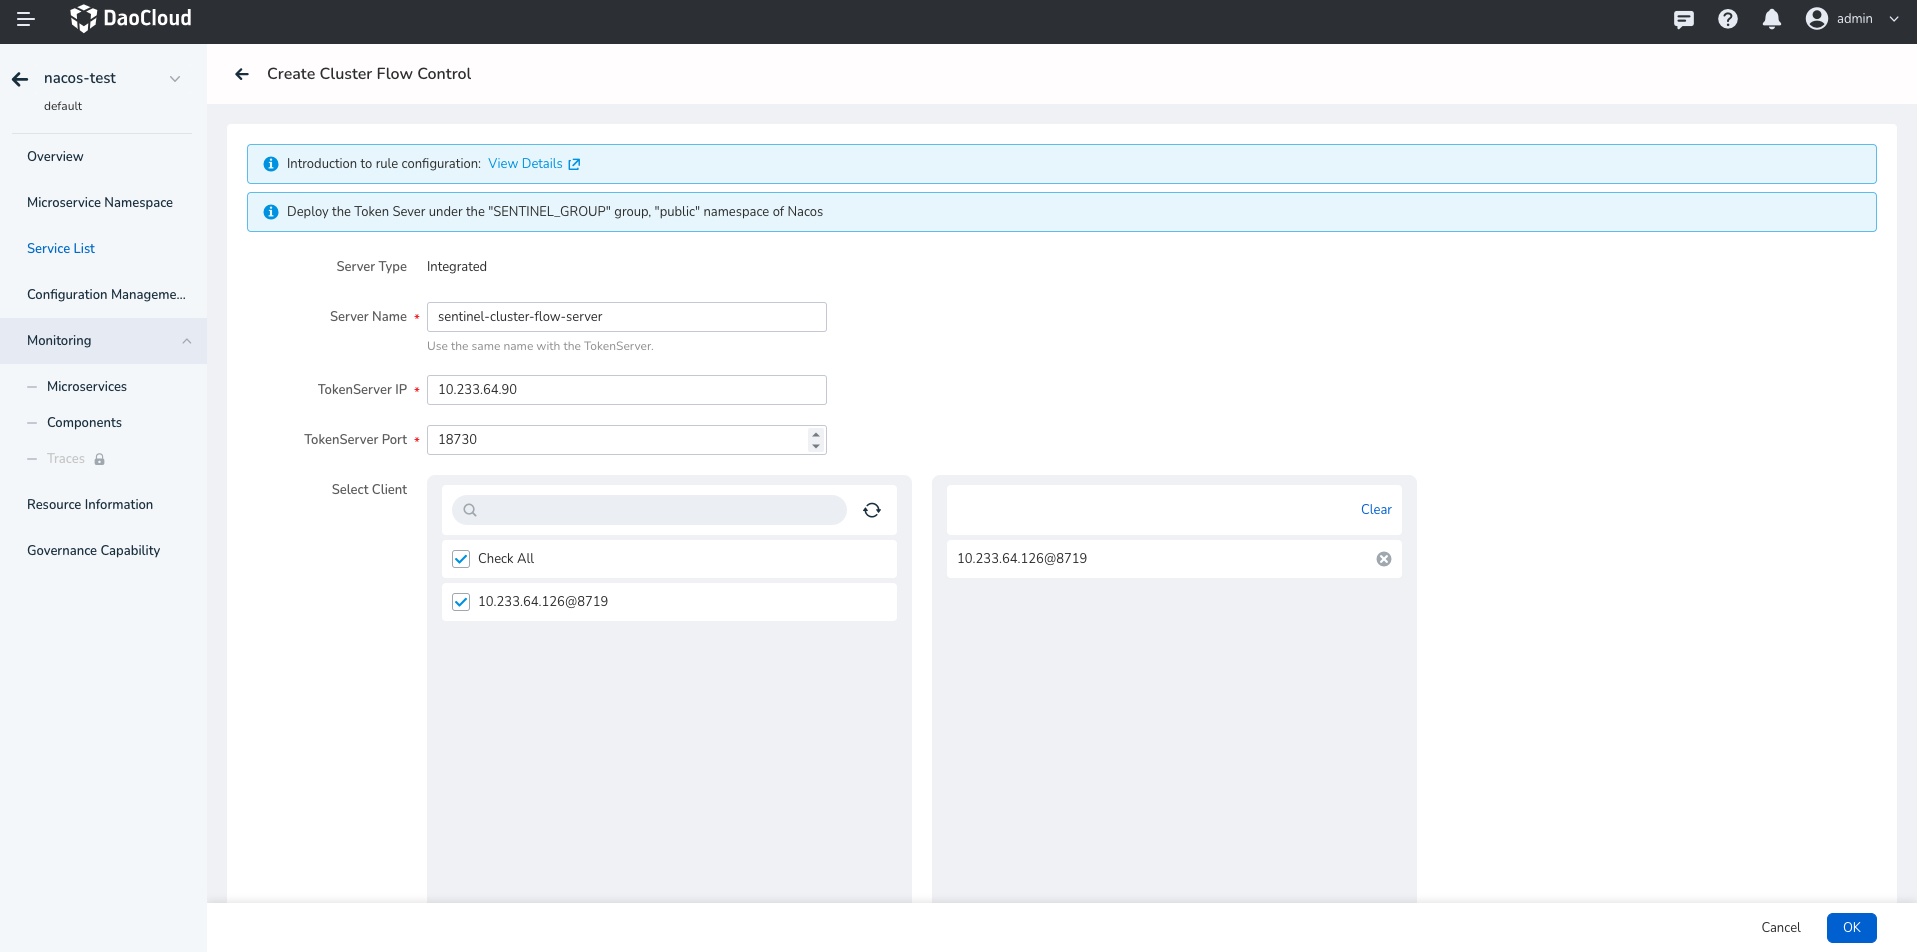 DaoCloud
admin
nacos-test
default
Overview
Microservice Namespace
Service List
Configuration Manageme...
Monitoring
Microservices
Components
Traces
Resource Information
Governance Capability
Create Cluster Flow Control
Introduction to rule configuration: View Details
Deploy the Token Sever under the "SENTINEL_GROUP" group, "public" namespace of Nacos
Server Type Integrated
Server Name * sentinel-cluster-flow-server
Use the same name with the TokenServer.
TokenServer IP * 10.233.64.90
TokenServer Port * 18730
Select Client
Check All
10.233.64.126@8719
Clear
10.233.64.126@8719
Cancel OK